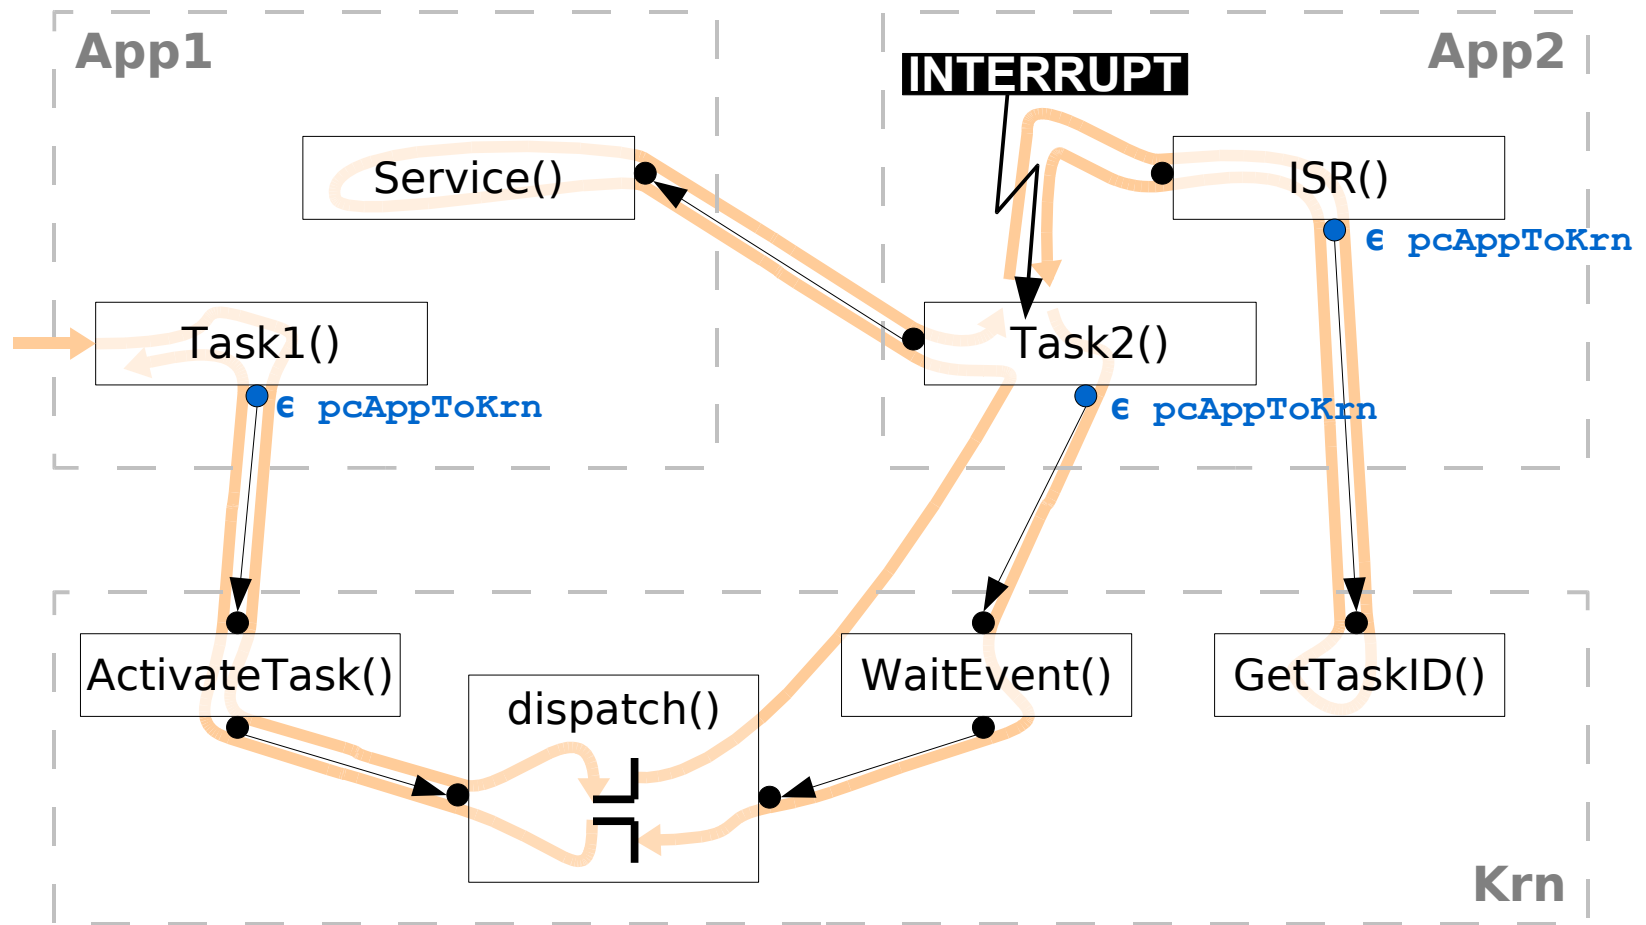 App1
App2
INTERRUPT
Service()
ISR()
ϵ pcAppToKrn
Task1()
Task2()
ϵ pcAppToKrn
ϵ pcAppToKrn
ActivateTask()
dispatch()
WaitEvent()
GetTaskID()
Krn